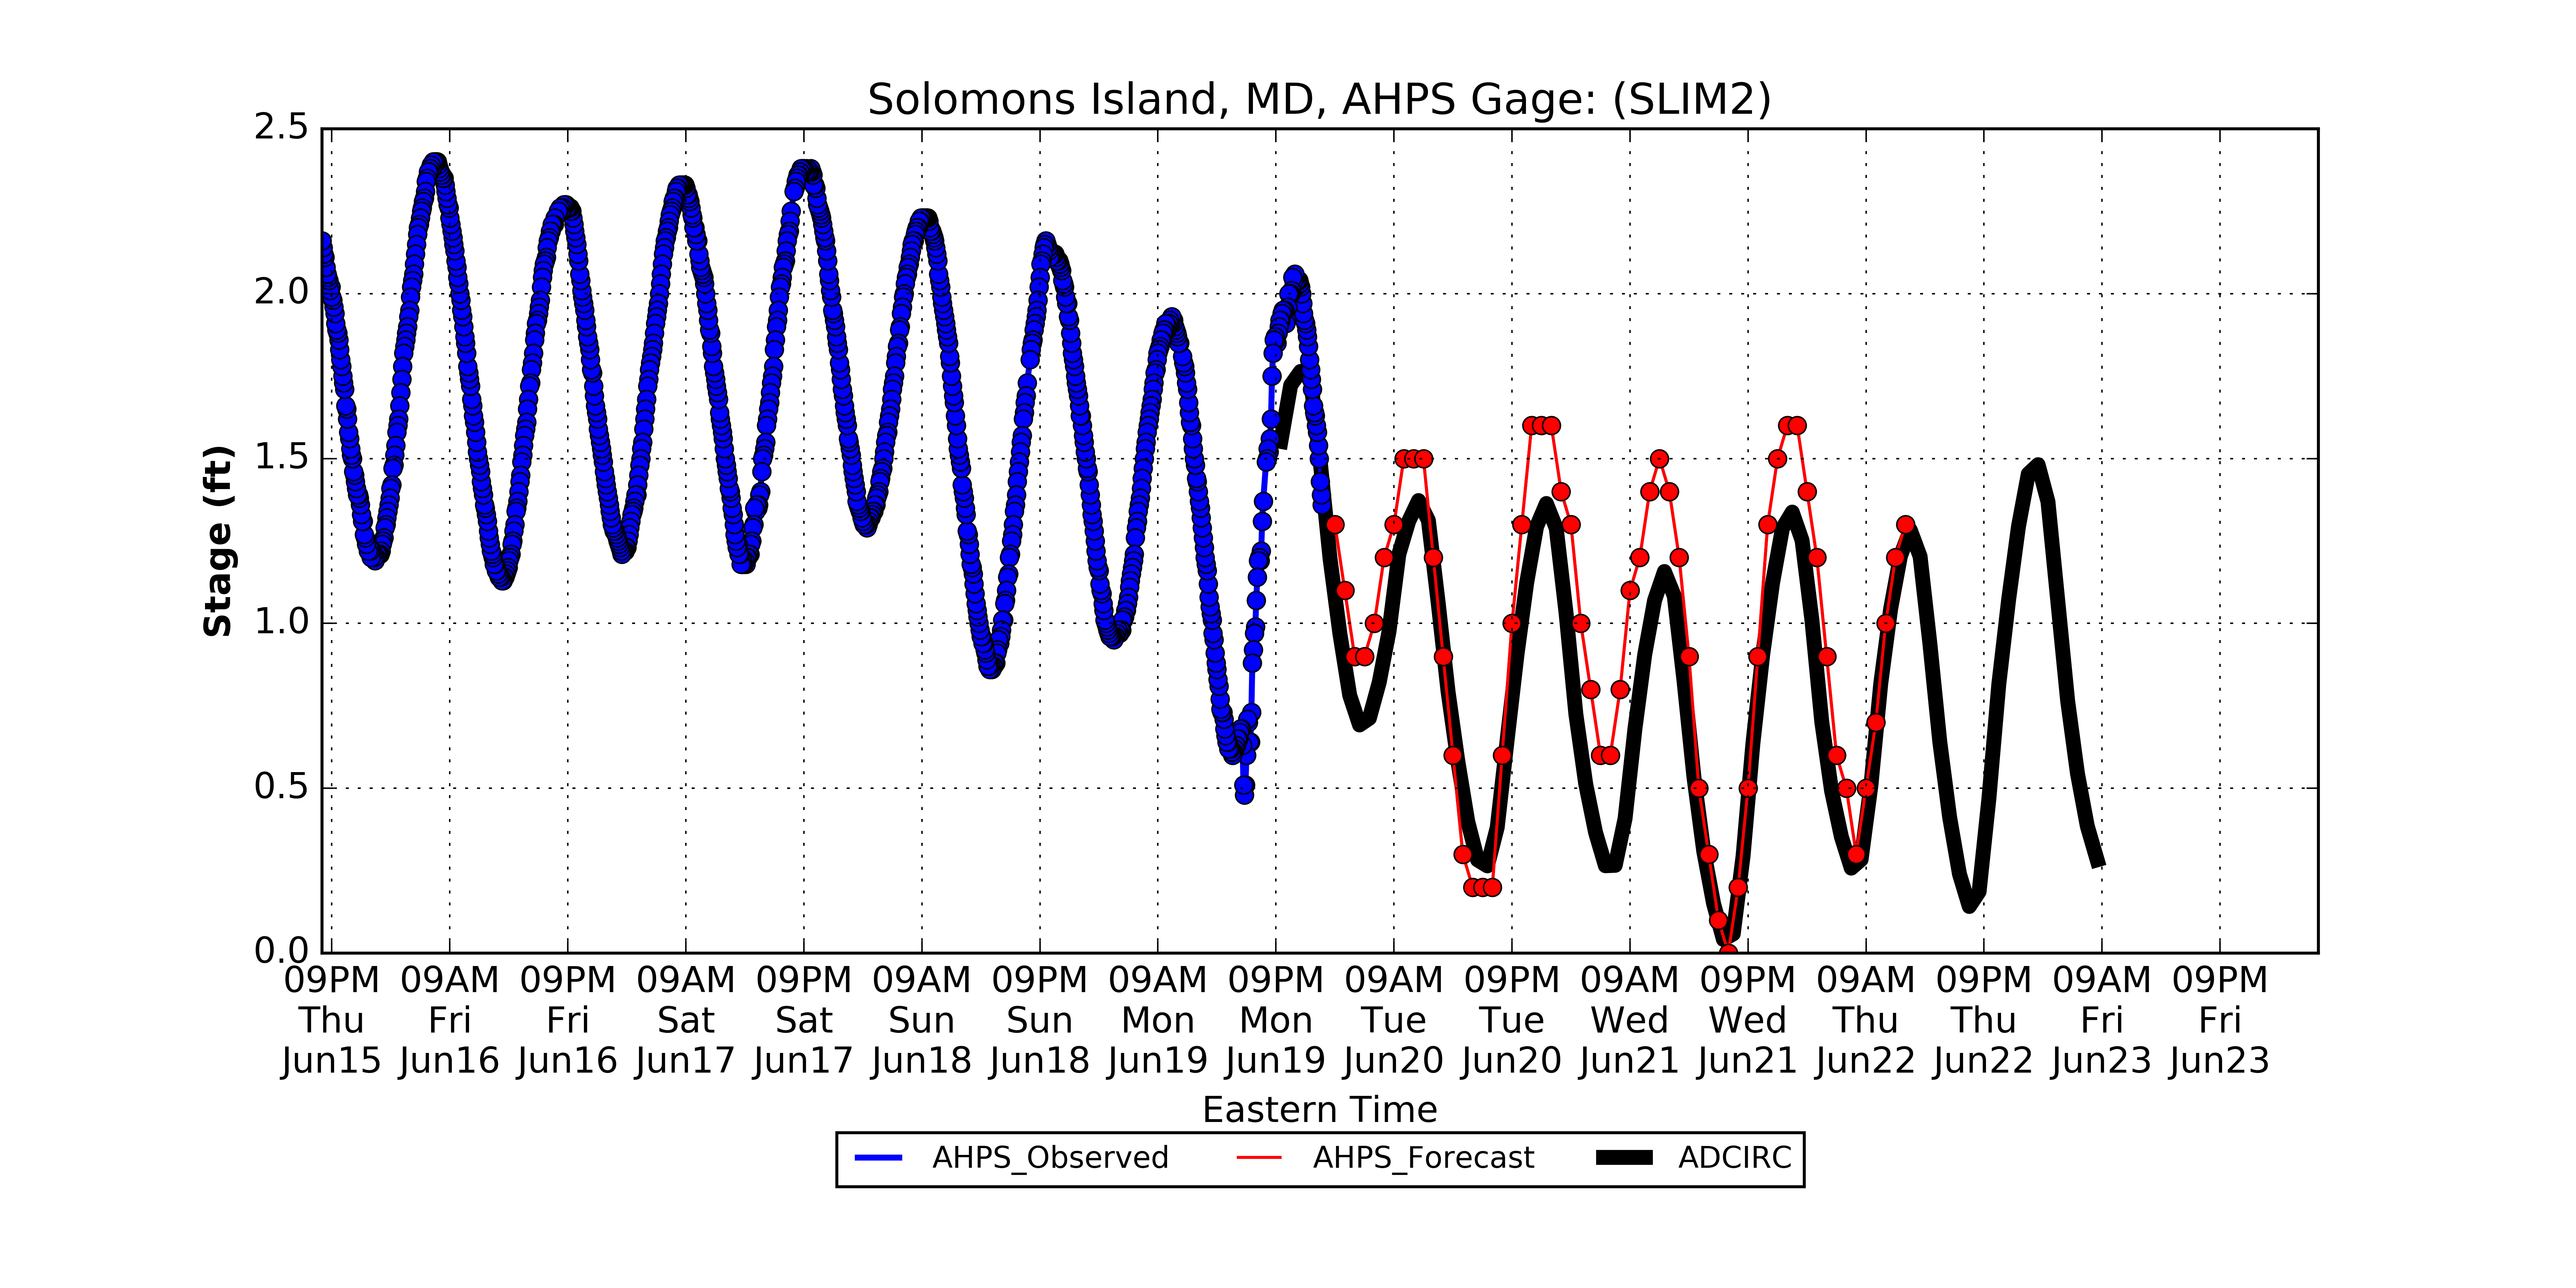 Solomons Island, MD, AHPS Gage: (SLIM2)
2.5
2.0
1.5
1.0
0.5
0.0
Stage (ft)
09PM 09AM 09PM 09AM 09PM 09AM 09PM 09AM 09PM 09AM 09PM 09AM 09PM 09AM 09PM 09AM 09PM
Thu Fri Fri Sat Sat Sun Sun Mon Mon Tue Tue Wed Wed Thu Thu Fri Fri
Jun15 Jun16 Jun16 Jun17 Jun17 Jun18 Jun18 Jun19 Jun19 Jun20 Jun20 Jun21 Jun21 Jun22 Jun22 Jun23 Jun23
Eastern Time
AHPS_Observed AHPS_Forecast ADCIRC